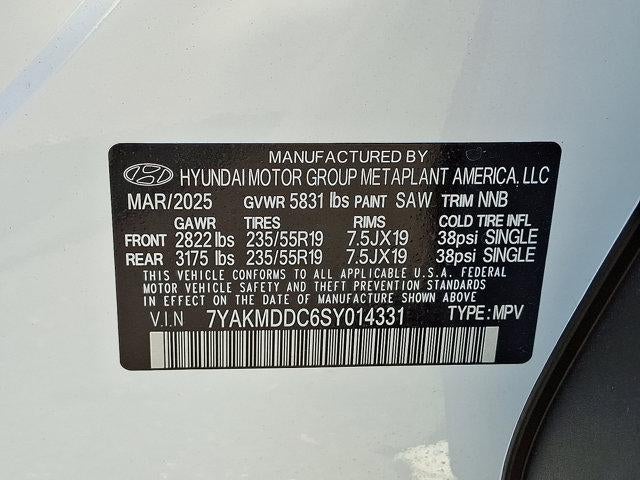 MANUFACTURED BY
HYUNDAI MOTOR GROUP METAPLANT AMERICA, LLC
MAR/2025 GVWR 5831 lbs PAINT SAW TRIM NNB
GAWR TIRES RIMS COLD TIRE INFL
FRONT 2822 lbs 235/55R19 7.5JX19 38psi SINGLE
REAR 3175 lbs 235/55R19 7.5JX19 38psi SINGLE
THIS VEHICLE CONFORMS TO ALL APPLICABLE U.S.A. FEDERAL
MOTOR VEHICLE SAFETY AND THEFT PREVENTION STANDARDS
IN EFFECT ON THE DATE OF MANUFACTURE SHOWN ABOVE
V.I.N 7YAKMDDC6SY014331 TYPE: MPV